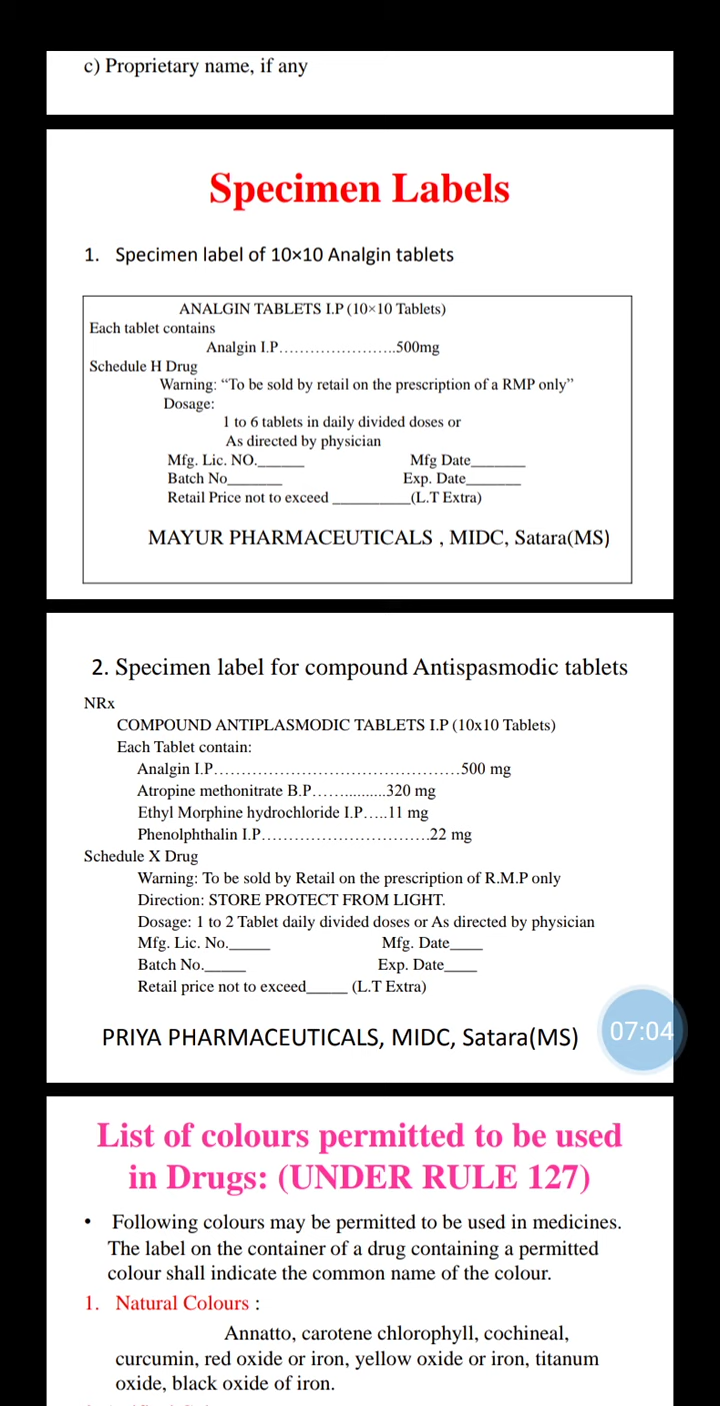 c) Proprietary name, if any
Specimen Labels
1. Specimen label of 10×10 Analgin tablets
ANALGIN TABLETS I.P (10×10 Tablets)
Each tablet contains
Analgin I.P…………………..500mg
Schedule H Drug
Warning: “To be sold by retail on the prescription of a RMP only”
Dosage:
1 to 6 tablets in daily divided doses or
As directed by physician
Mfg. Lic. NO.______ Mfg Date_______
Batch No_______ Exp. Date_______
Retail Price not to exceed __________(L.T Extra)
MAYUR PHARMACEUTICALS , MIDC, Satara(MS)
2. Specimen label for compound Antispasmodic tablets
NRx
COMPOUND ANTIPLASMODIC TABLETS I.P (10x10 Tablets)
Each Tablet contain:
Analgin I.P……………………………………….500 mg
Atropine methonitrate B.P……..........320 mg
Ethyl Morphine hydrochloride I.P…..11 mg
Phenolphthalin I.P………………………….22 mg
Schedule X Drug
Warning: To be sold by Retail on the prescription of R.M.P only
Direction: STORE PROTECT FROM LIGHT.
Dosage: 1 to 2 Tablet daily divided doses or As directed by physician
Mfg. Lic. No._____ Mfg. Date____
Batch No._____ Exp. Date____
Retail price not to exceed_____ (L.T Extra)
PRIYA PHARMACEUTICALS, MIDC, Satara(MS)
07:04
List of colours permitted to be used
in Drugs: (UNDER RULE 127)
• Following colours may be permitted to be used in medicines.
The label on the container of a drug containing a permitted
colour shall indicate the common name of the colour.
1. Natural Colours :
Annatto, carotene chlorophyll, cochineal,
curcumin, red oxide or iron, yellow oxide or iron, titanum
oxide, black oxide of iron.